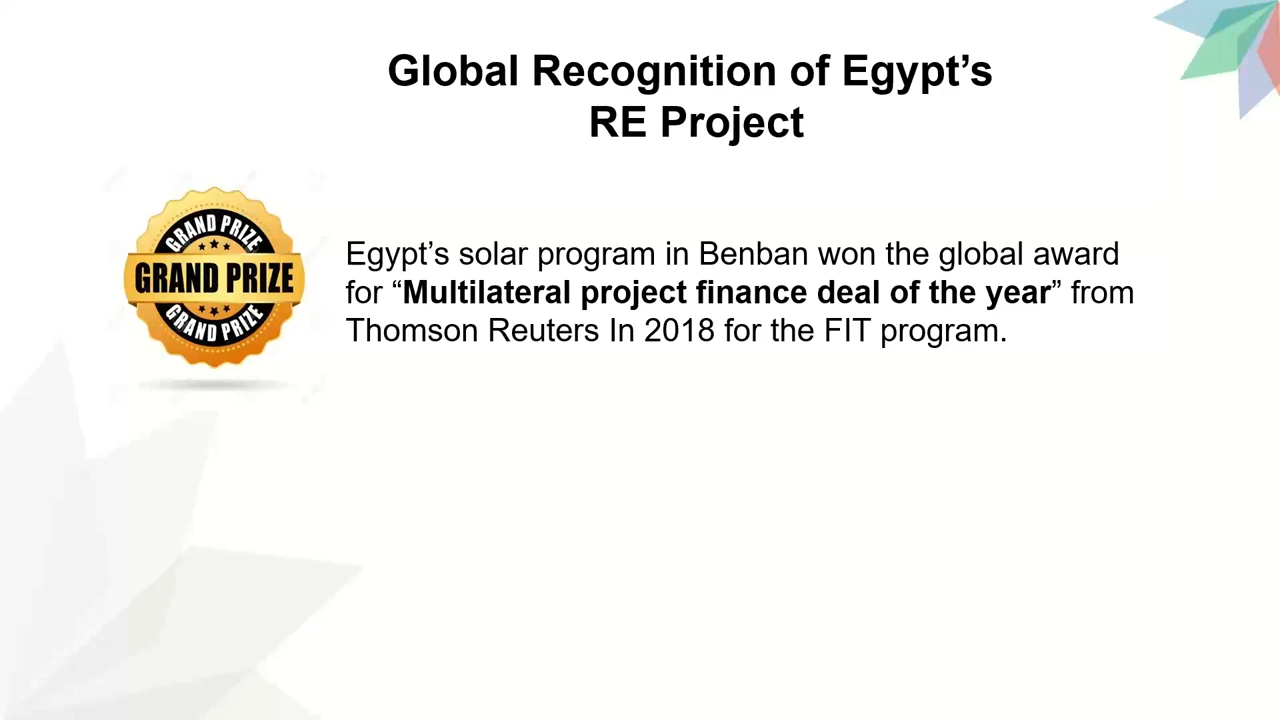 Global Recognition of Egypt’s
RE Project
GRAND PRIZE
GRAND PRIZE
GRAND PRIZE
Egypt’s solar program in Benban won the global award
for “Multilateral project finance deal of the year” from
Thomson Reuters In 2018 for the FIT program.